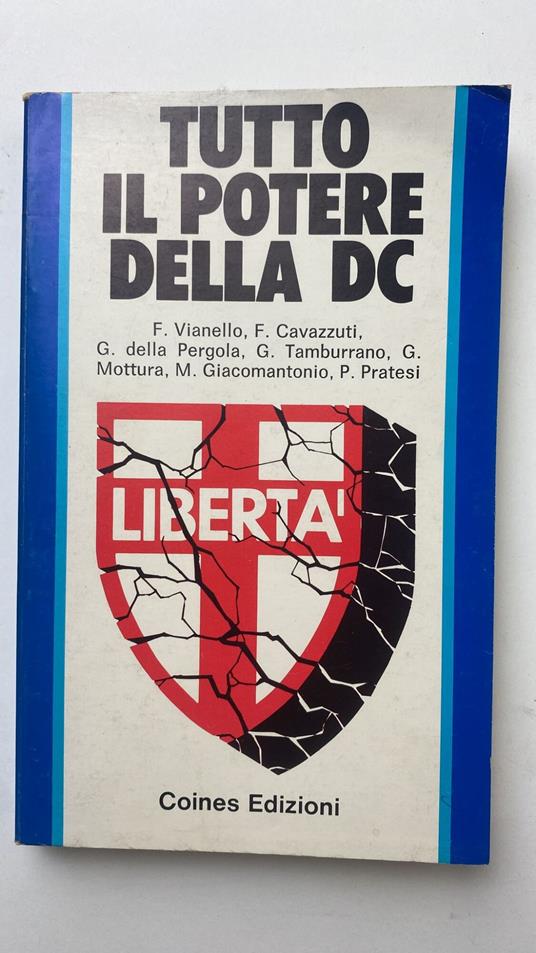 TUTTO
IL POTERE
DELLA DC
F. Vianello, F. Cavazzuti,
G. della Pergola, G. Tamburrano, G.
Mottura, M. Giacomantonio, P. Pratesi
LIBERTA'
Coines Edizioni